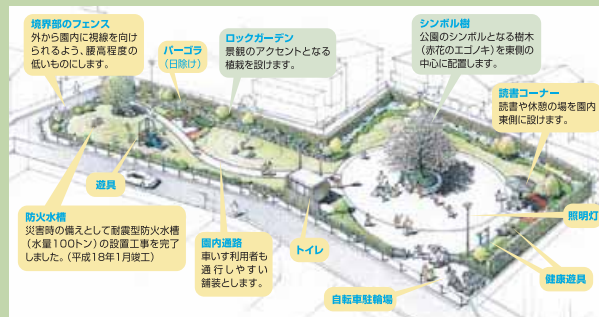 境界部のフェンス
外から園内に視線を向け
られるよう、腰高程度の
低いものにします。
パーゴラ
(日除け)
ロックガーデン
景観のアクセントとなる
植栽を設けます。
シンボル樹
公園のシンボルとなる樹木
(赤花のエゴノキ)を東側の
中心に配置します。
読書コーナー
読書や休憩の場を園内
東側に設けます。
遊具
防火水槽
災害時の備えとして耐震型防火水槽
(水量100トン)の設置工事を完了
しました。(平成18年1月竣工)
園内通路
車いす利用者も
通行しやすい
舗装とします。
トイレ
照明灯
健康遊具
自転車駐輪場